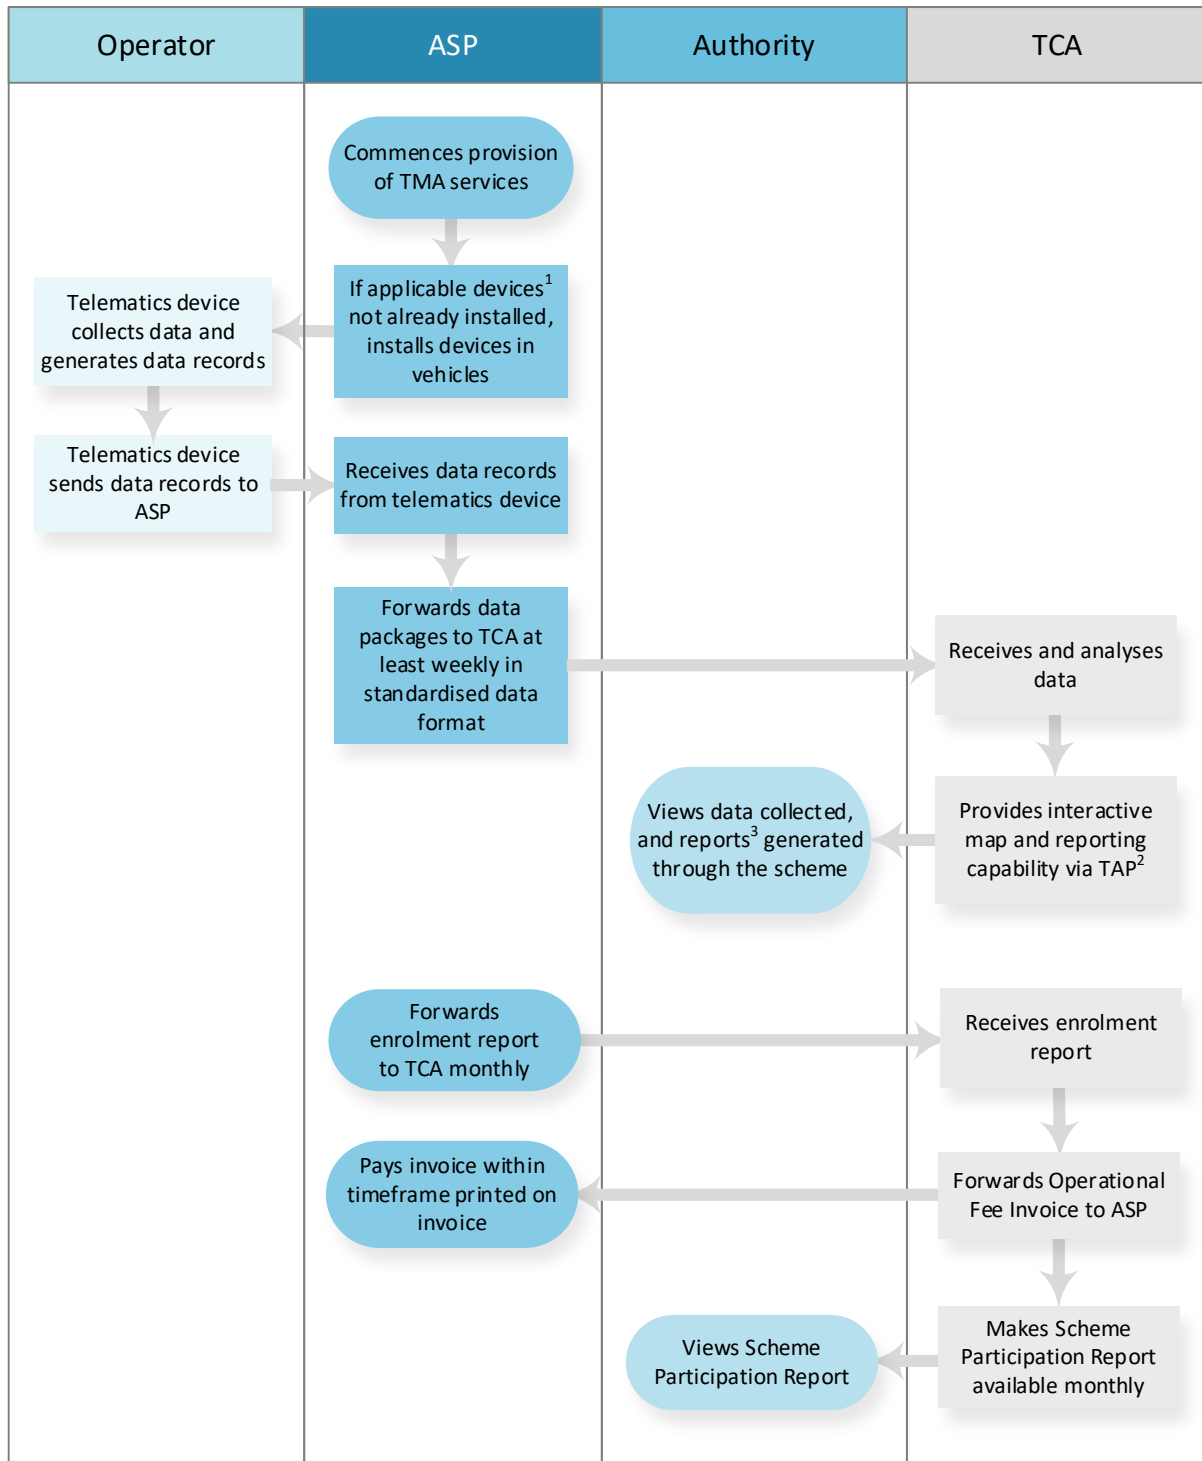 Operator
ASP
Authority
TCA
Commences provision
of TMA services
If applicable devices1
not already installed,
installs devices in
vehicles
Telematics device
collects data and
generates data records
Telematics device
sends data records to
ASP
Receives data records
from telematics device
Forwards data
packages to TCA at
least weekly in
standardised data
format
Receives and analyses
data
Provides interactive
map and reporting
capability via TAP2
Views data collected,
and reports3 generated
through the scheme
Forwards
enrolment report
to TCA monthly
Receives enrolment
report
Forwards Operational
Fee Invoice to ASP
Pays invoice within
timeframe printed on
invoice
Makes Scheme
Participation Report
available monthly
Views Scheme
Participation Report